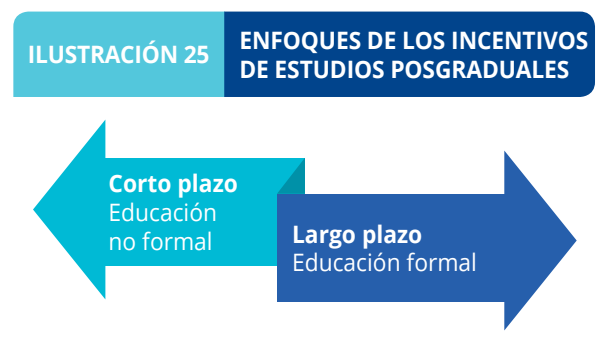 ILUSTRACIÓN 25
ENFOQUES DE LOS INCENTIVOS
DE ESTUDIOS POSGRADUALES
Corto plazo
Educación
no formal
Largo plazo
Educación formal